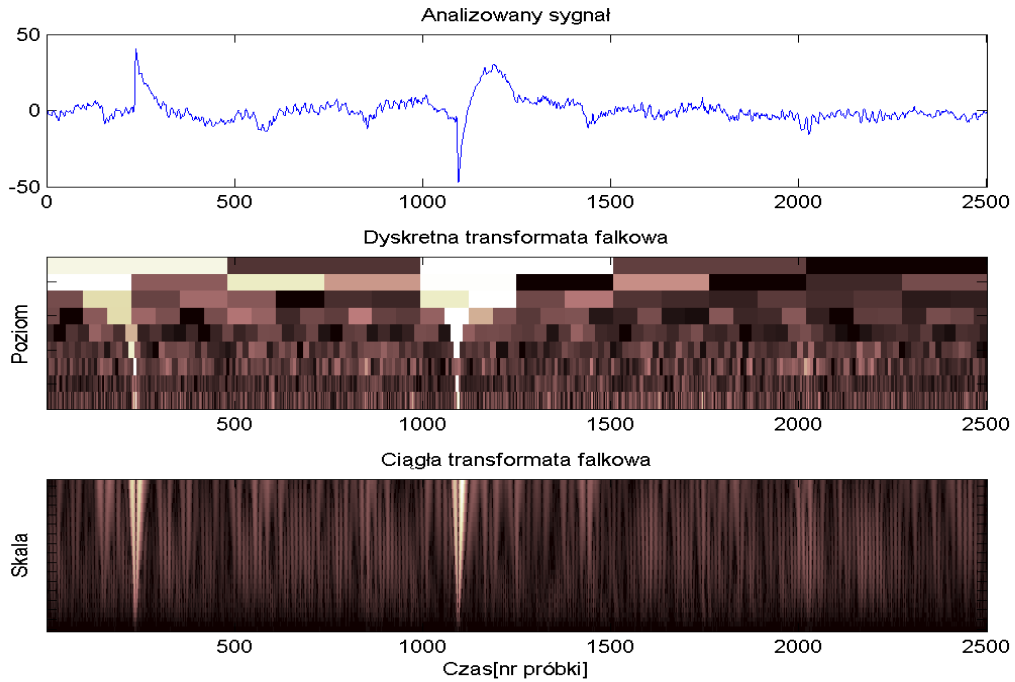 Analizowany sygnał
50
0
-50
0 500 1000 1500 2000 2500
Dyskretna transformata falkowa
Poziom
500 1000 1500 2000 2500
Ciągła transformata falkowa
Skala
500 1000 1500 2000 2500
Czas[nr próbki]